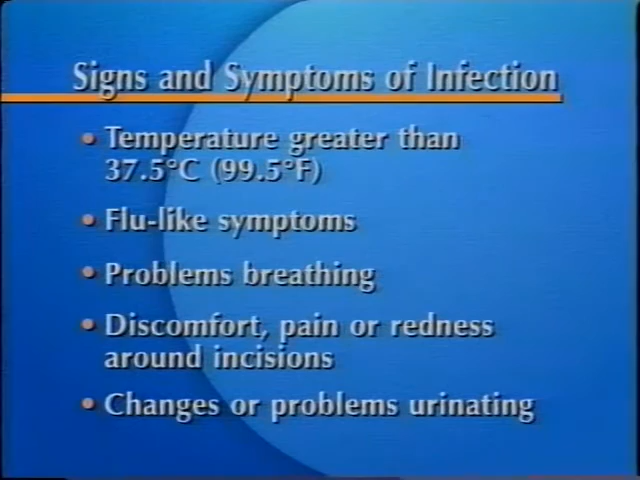 Signs and Symptoms of Infection
• Temperature greater than
37.5°C (99.5°F)
• Flu-like symptoms
• Problems breathing
• Discomfort, pain or redness
around incisions
• Changes or problems urinating